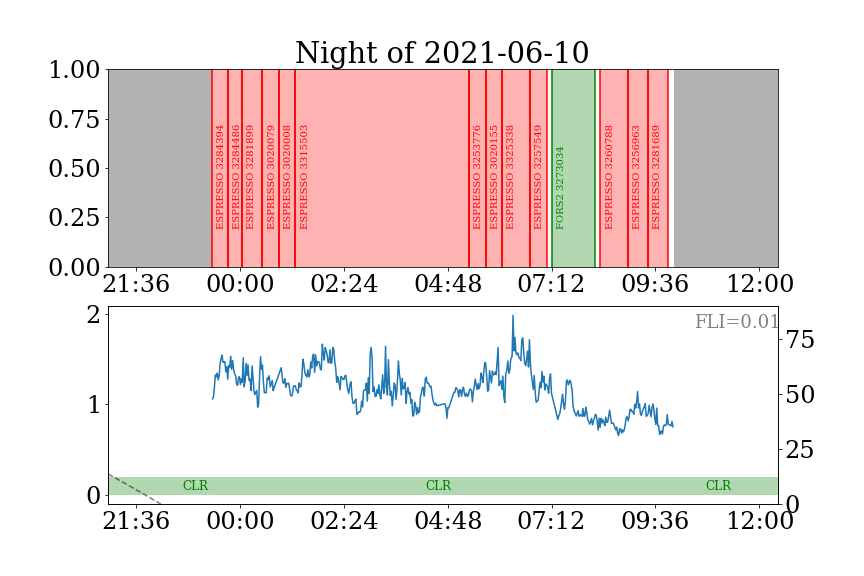 Night of 2021-06-10
1.00
0.75
0.50
0.25
0.00
ESPRESSO 3284394
ESPRESSO 3284486
ESPRESSO 3281899
ESPRESSO 3020079
ESPRESSO 3020008
ESPRESSO 3315503
ESPRESSO 3253776
ESPRESSO 3020155
ESPRESSO 3325338
ESPRESSO 3257549
FORS2 3273034
ESPRESSO 3260788
ESPRESSO 3256963
ESPRESSO 3281689
21:36 00:00 02:24 04:48 07:12 09:36 12:00
FLI=0.01
2
1
0
75
50
25
0
CLR CLR CLR
21:36 00:00 02:24 04:48 07:12 09:36 12:00